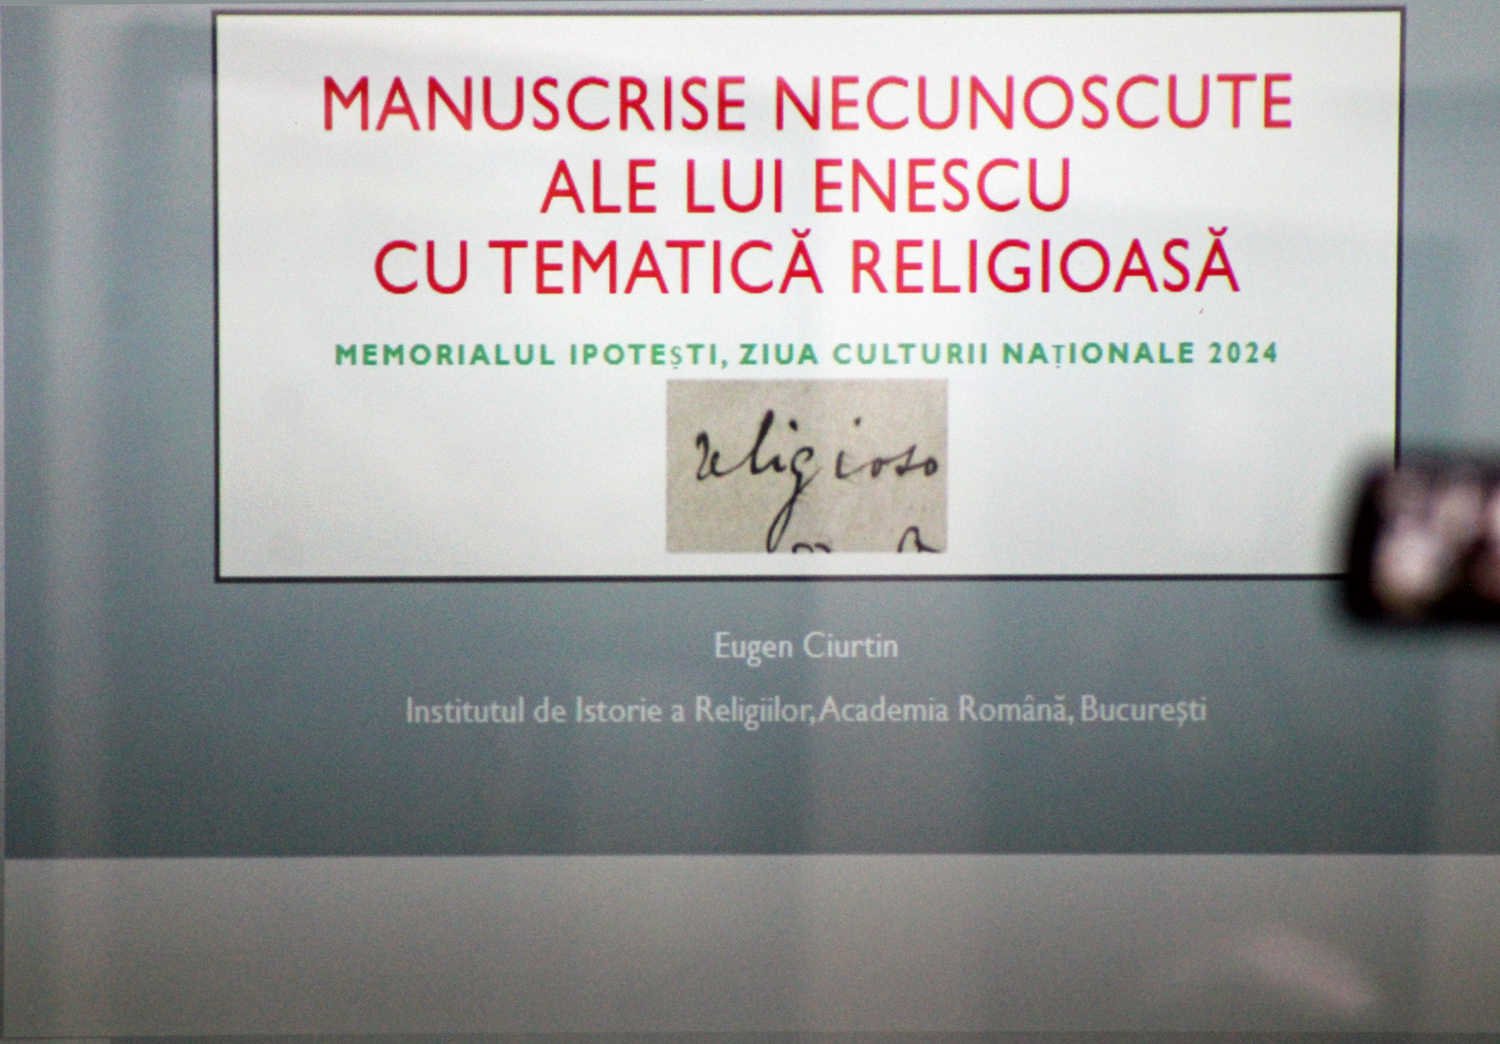 MANUSCRISE NECUNOSCUTE
ALE LUI ENESCU
CU TEMATICĂ RELIGIOASĂ
MEMORIALUL IPOTEȘTI, ZIUA CULTURII NAȚIONALE 2024
religioso
Eugen Ciurtin
Institutul de Istorie a Religiilor, Academia Română, București